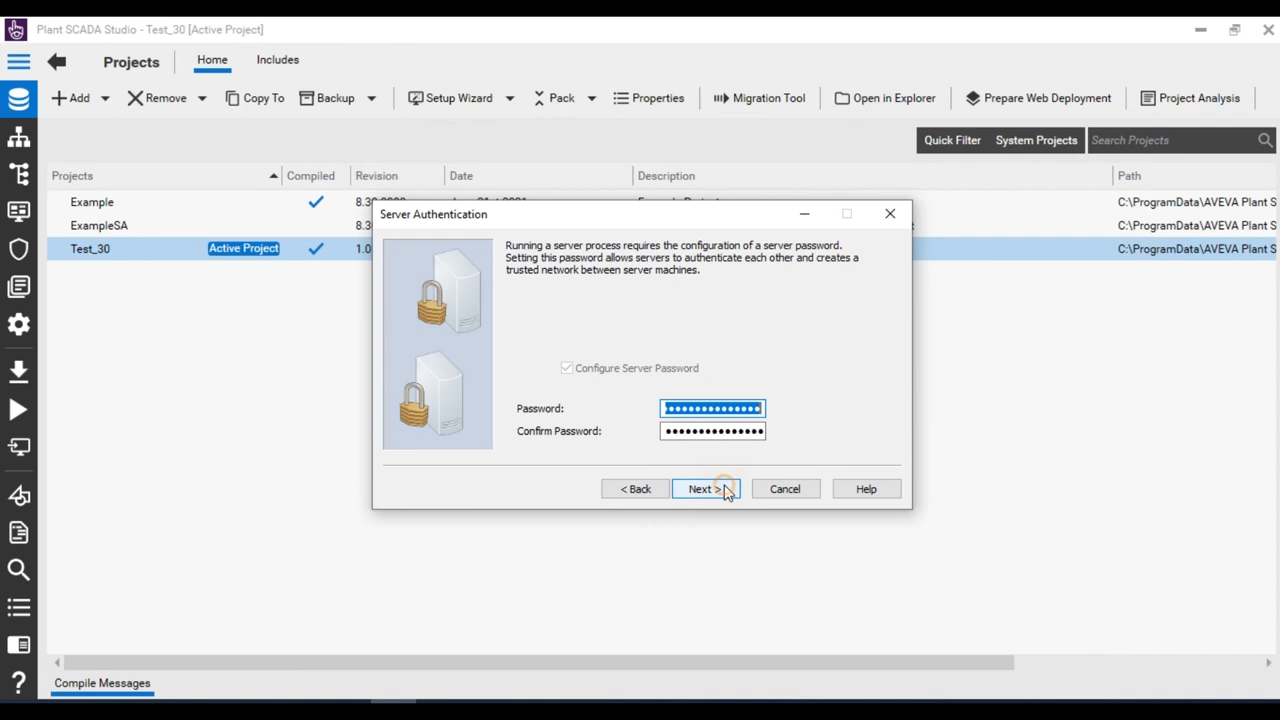 Plant SCADA Studio - Test_30 [Active Project]
Projects Home Includes
Add Remove Copy To Backup Setup Wizard Pack Properties Migration Tool Open in Explorer Prepare Web Deployment Project Analysis
Quick Filter System Projects Search Projects
Projects Compiled Revision Date Description Path
Example C:\ProgramData\AVEVA Plant S
ExampleSA 8.3 C:\ProgramData\AVEVA Plant S
Test_30 Active Project 1.0 C:\ProgramData\AVEVA Plant S
Server Authentication
Running a server process requires the configuration of a server password.
Setting this password allows servers to authenticate each other and creates a
trusted network between server machines.
Configure Server Password
Password:
Confirm Password:
< Back Next > Cancel Help
Compile Messages